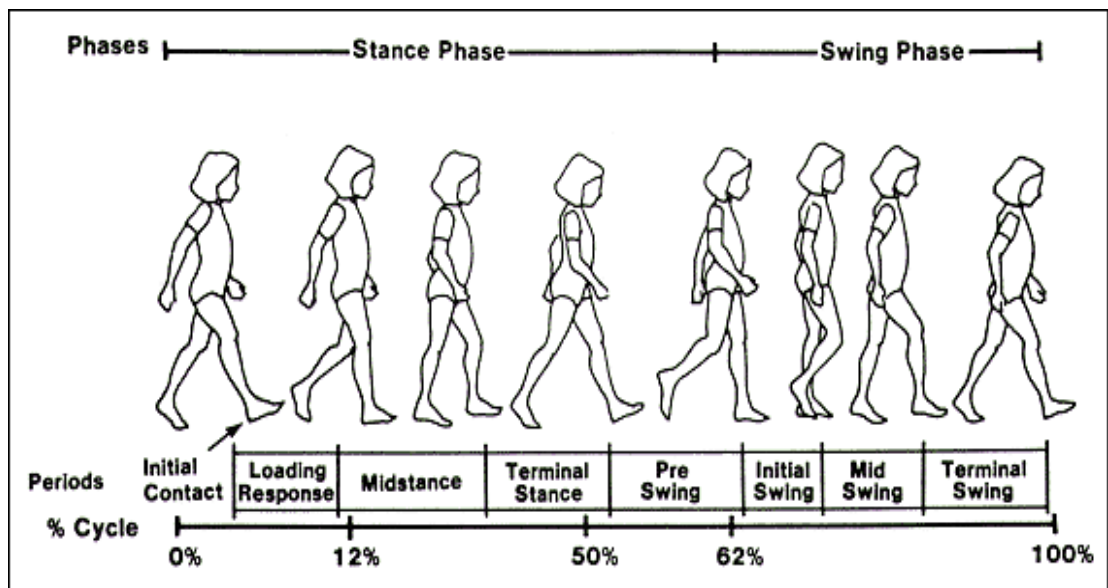 Phases Stance Phase Swing Phase
Periods Initial Contact Loading Response Midstance Terminal Stance Pre Swing Initial Swing Mid Swing Terminal Swing
% Cycle
0% 12% 50% 62% 100%